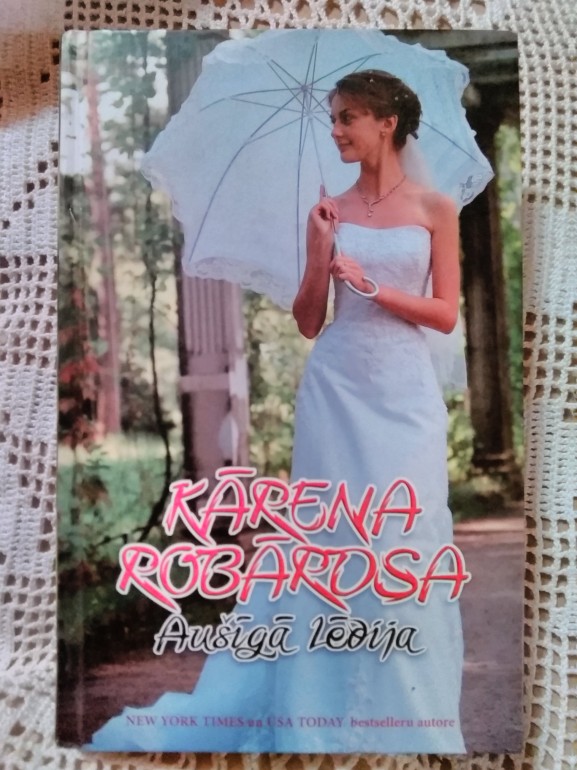 KĀRENA
ROBĀRDSA
Aušīgā lēdija
NEW YORK TIMES un USA TODAY bestselleru autore